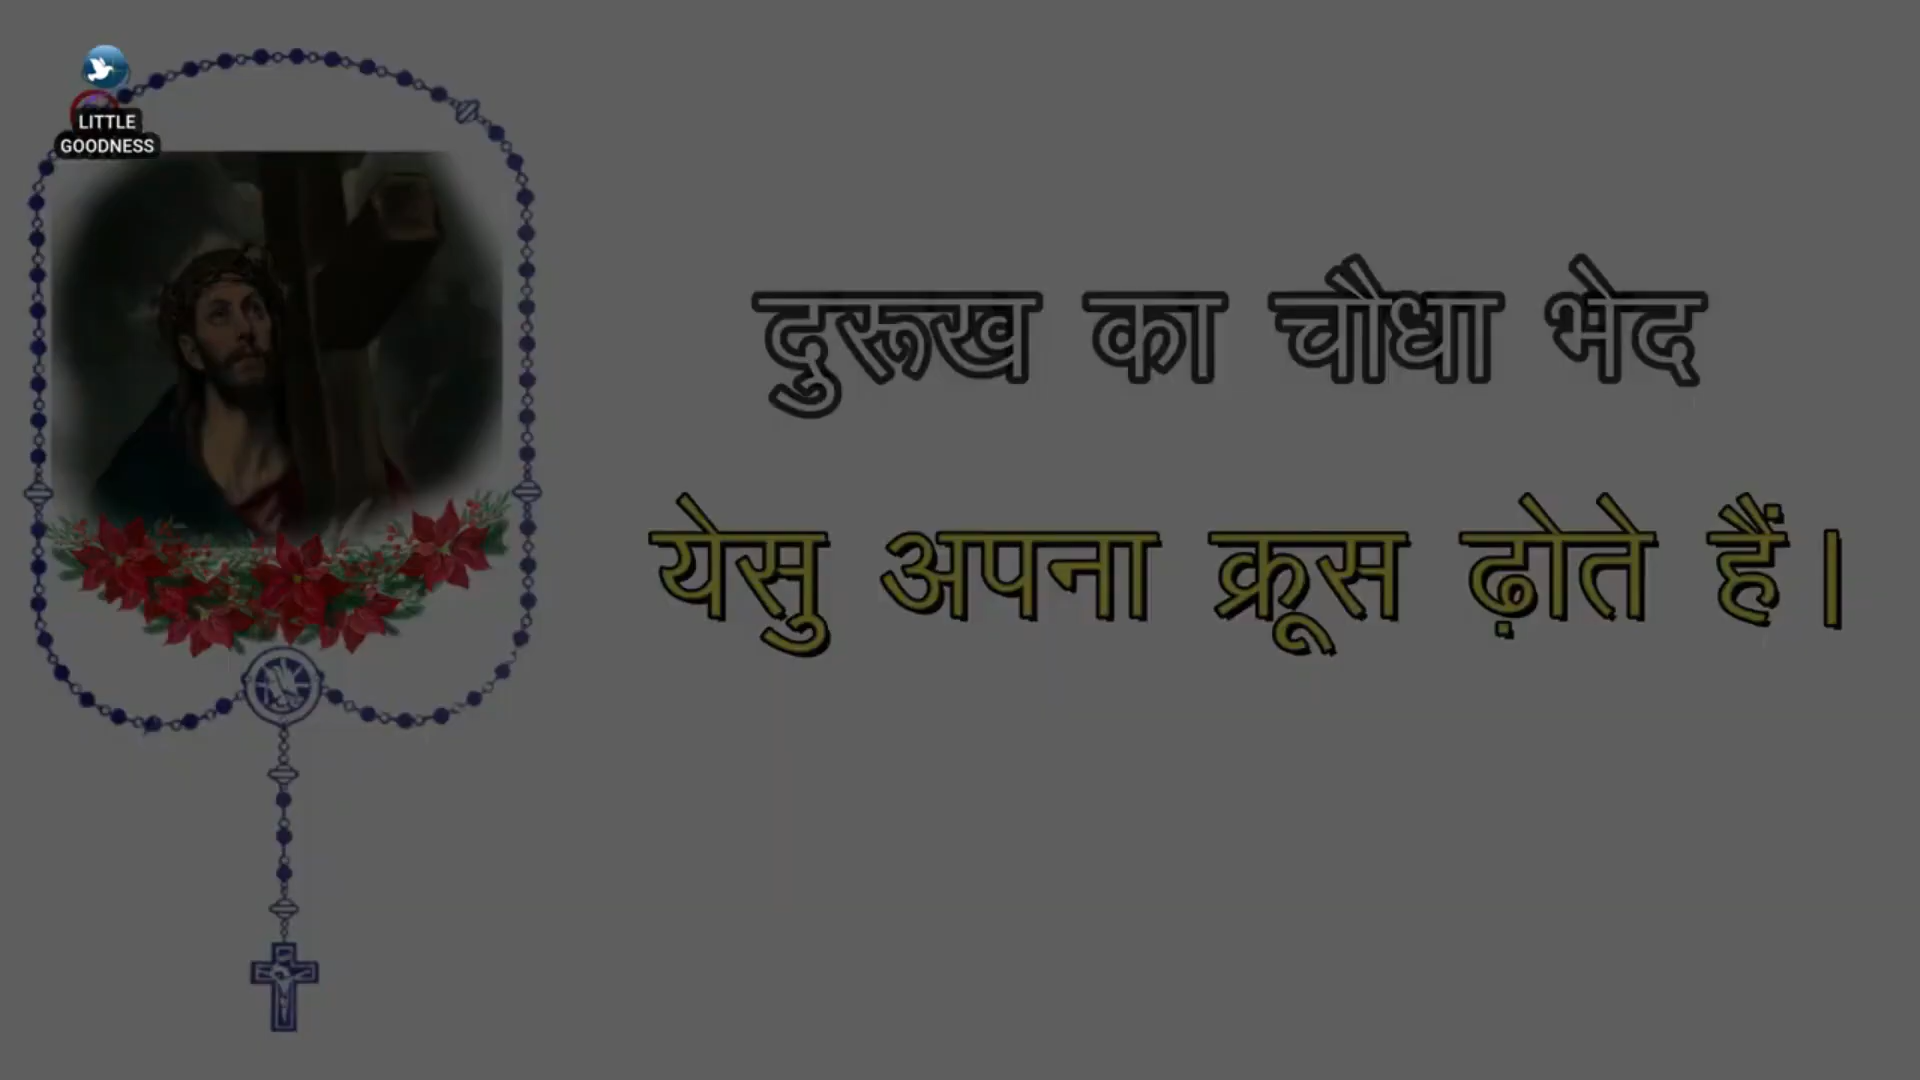 LITTLE
GOODNESS
दुरूख का चौधा भेद
येसु अपना क्रूस ढ़ोते हैं।